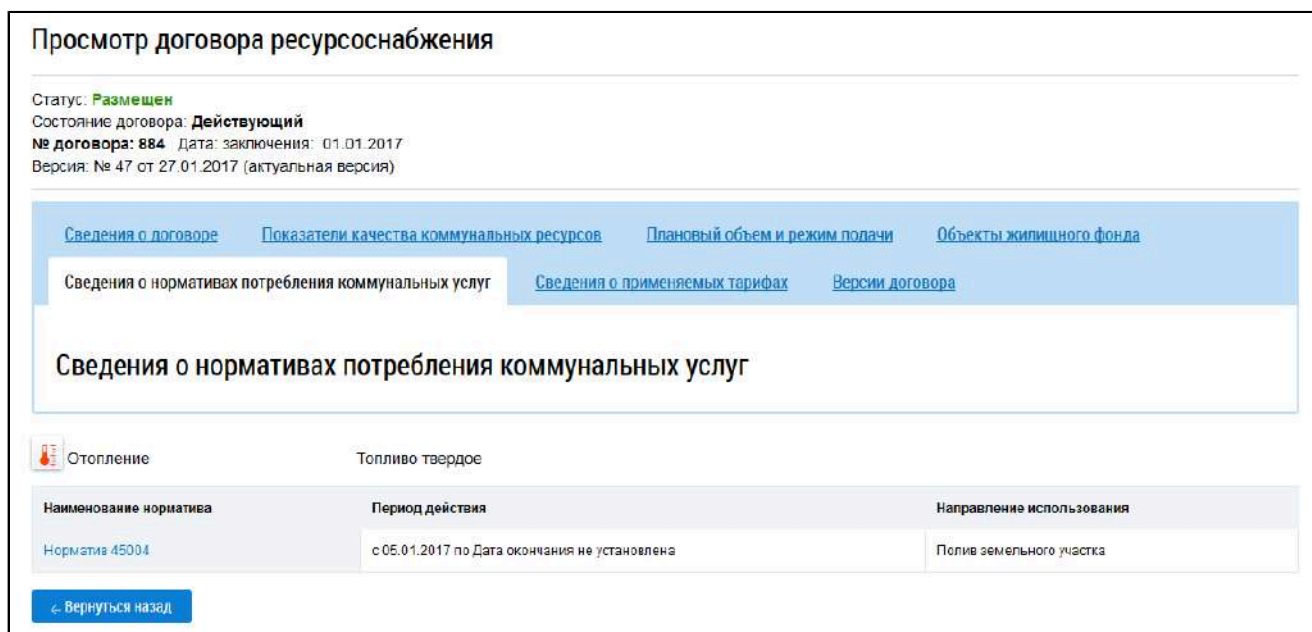 Просмотр договора ресурсоснабжения
Статус: Размещен
Состояние договора: Действующий
№ договора: 884 Дата: заключения: 01.01.2017
Версия: № 47 от 27.01.2017 (актуальная версия)
Сведения о договоре Показатели качества коммунальных ресурсов Плановый объем и режим подачи Объекты жилищного фонда
Сведения о нормативах потребления коммунальных услуг Сведения о применяемых тарифах Версии договора
Сведения о нормативах потребления коммунальных услуг
Отопление Топливо твердое
Наименование норматива Период действия Направление использования
Норматив 45004 с 05.01.2017 по Дата окончания не установлена Полив земельного участка
← Вернуться назад